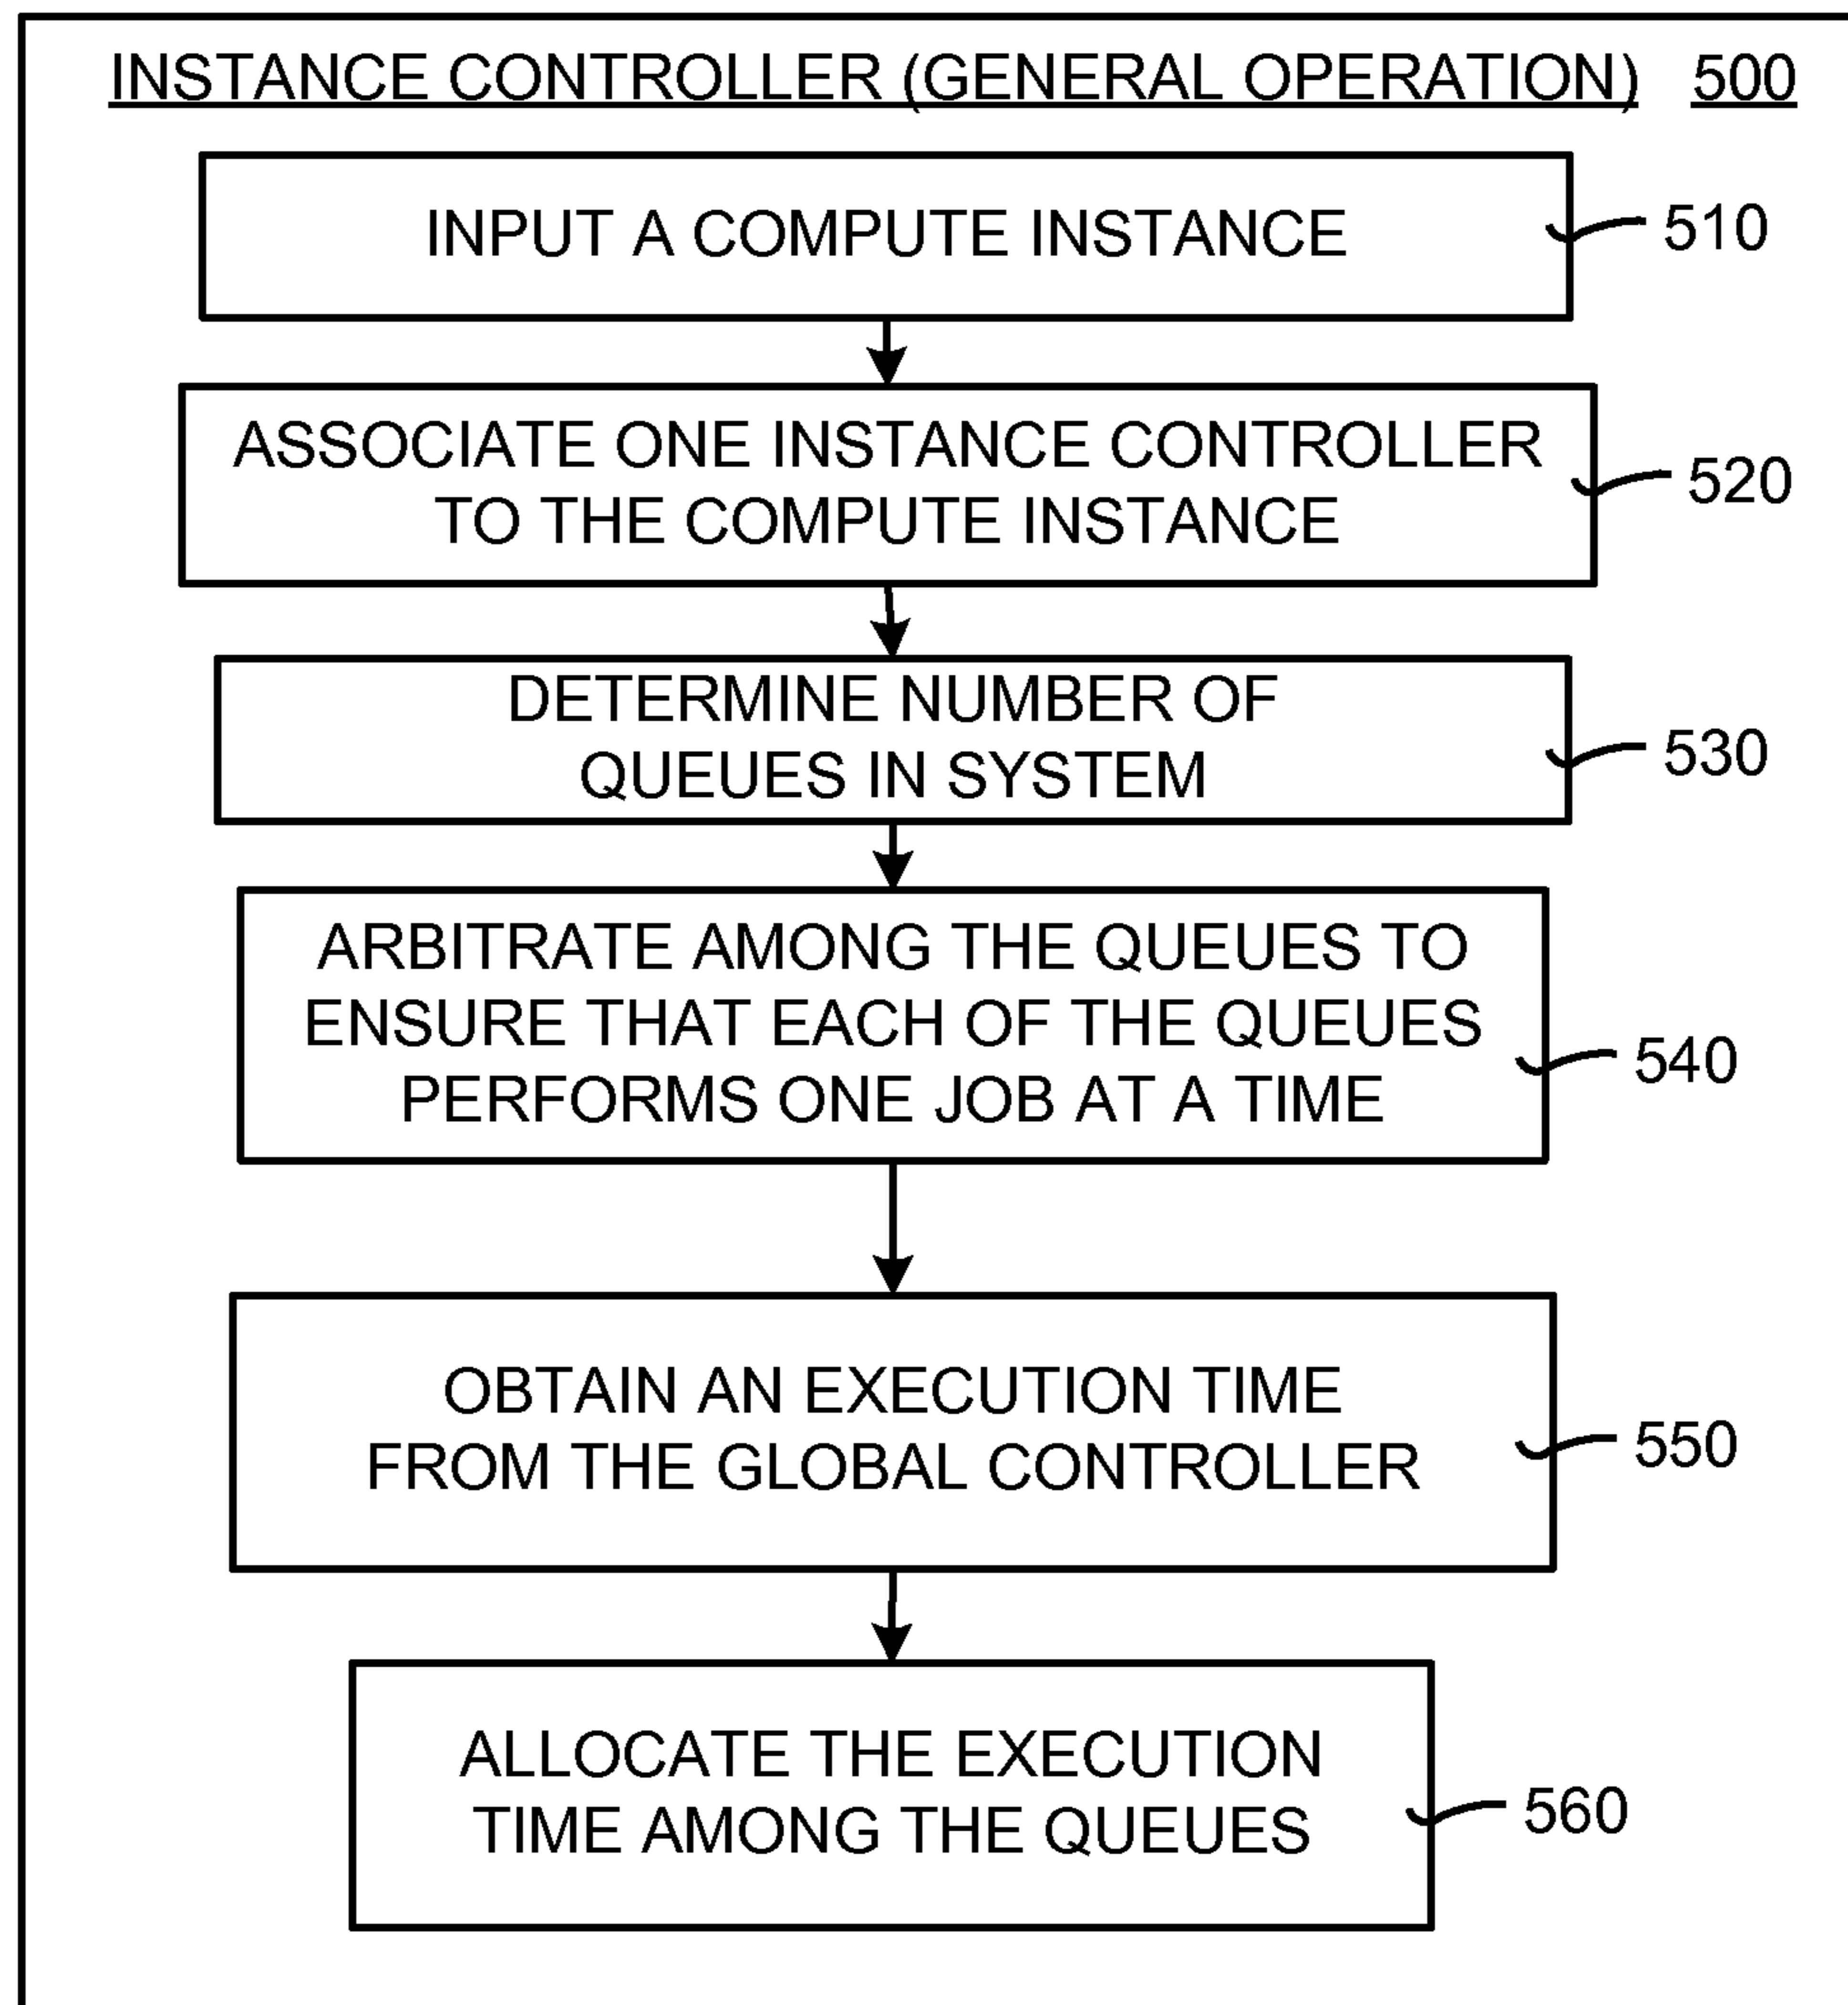 INSTANCE CONTROLLER (GENERAL OPERATION) 500
INPUT A COMPUTE INSTANCE
510
ASSOCIATE ONE INSTANCE CONTROLLER
TO THE COMPUTE INSTANCE
520
DETERMINE NUMBER OF
QUEUES IN SYSTEM
530
ARBITRATE AMONG THE QUEUES TO
ENSURE THAT EACH OF THE QUEUES
PERFORMS ONE JOB AT A TIME
540
OBTAIN AN EXECUTION TIME
FROM THE GLOBAL CONTROLLER
550
ALLOCATE THE EXECUTION
TIME AMONG THE QUEUES
560